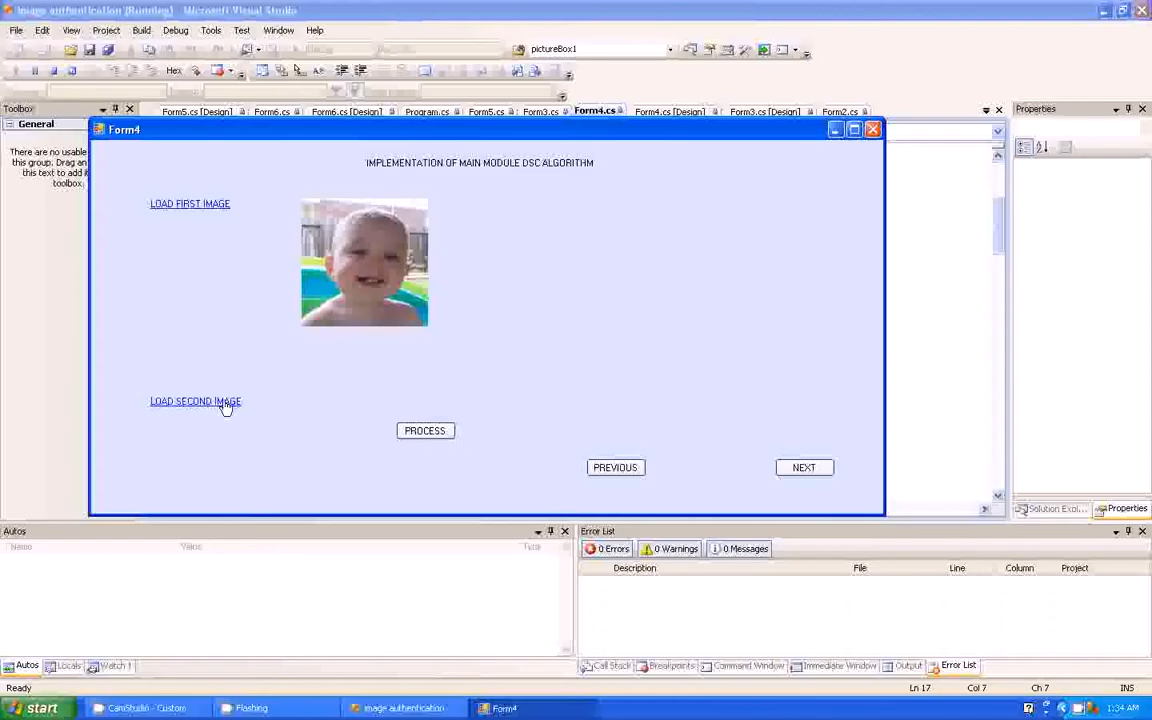 Image authentication (Running) - Microsoft Visual Studio
File Edit View Project Build Debug Tools Test Window Help
pictureBox1
Hex
Toolbox
Form5.cs [Design] Form6.cs Form6.cs [Design] Program.cs Form5.cs Form3.cs Form4.cs Form4.cs [Design] Form3.cs [Design] Form2.cs
Properties
General
There are no usable
this group. Drag an
this text to add it
toolbox.
Form4
IMPLEMENTATION OF MAIN MODULE DSC ALGORITHM
LOAD FIRST IMAGE
LOAD SECOND IMAGE
PROCESS
PREVIOUS NEXT
Solution Expl... Properties
Autos
Name Value Type
Error List
0 Errors 0 Warnings 0 Messages
Description File Line Column Project
Autos Locals Watch 1
Call Stack Breakpoints Command Window Immediate Window Output Error List
Ready Ln 17 Col 7 Ch 7 INS
start CamStudio - Custom Flashing image authentication Form4 1:34 AM